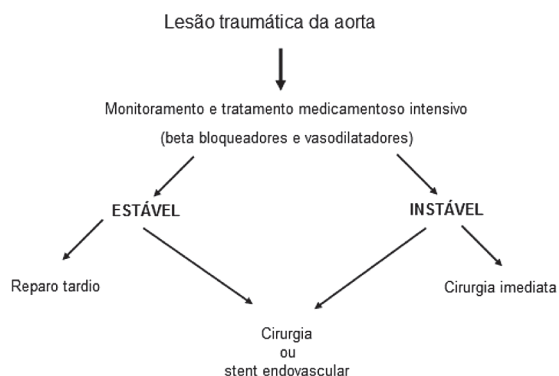 Lesão traumática da aorta
Monitoramento e tratamento medicamentoso intensivo
(beta bloqueadores e vasodilatadores)
ESTÁVEL
INSTÁVEL
Reparo tardio
Cirurgia imediata
Cirurgia
ou
stent endovascular